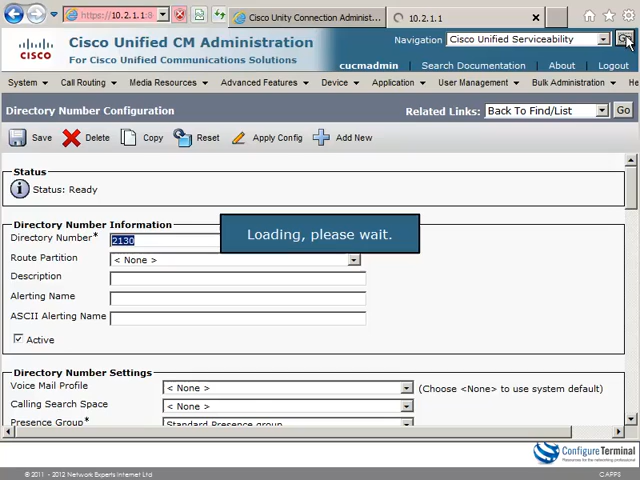 https://10.2.1.1:8
Cisco Unity Connection Administ...
10.2.1.1
cisco
Cisco Unified CM Administration
For Cisco Unified Communications Solutions
Navigation Cisco Unified Serviceability
cucmadmin Search Documentation About Logout
System Call Routing Media Resources Advanced Features Device Application User Management Bulk Administration He
Directory Number Configuration
Related Links: Back To Find/List Go
Save Delete Copy Reset Apply Config Add New
Status
Status: Ready
Loading, please wait.
Directory Number Information
Directory Number* 2130
Route Partition < None >
Description
Alerting Name
ASCII Alerting Name
Active
Directory Number Settings
Voice Mail Profile < None > (Choose <None> to use system default)
Calling Search Space < None >
Presence Group* Standard Presence group
ConfigureTerminal
© 2011 - 2012 Network Experts Internet Ltd
CAPPS